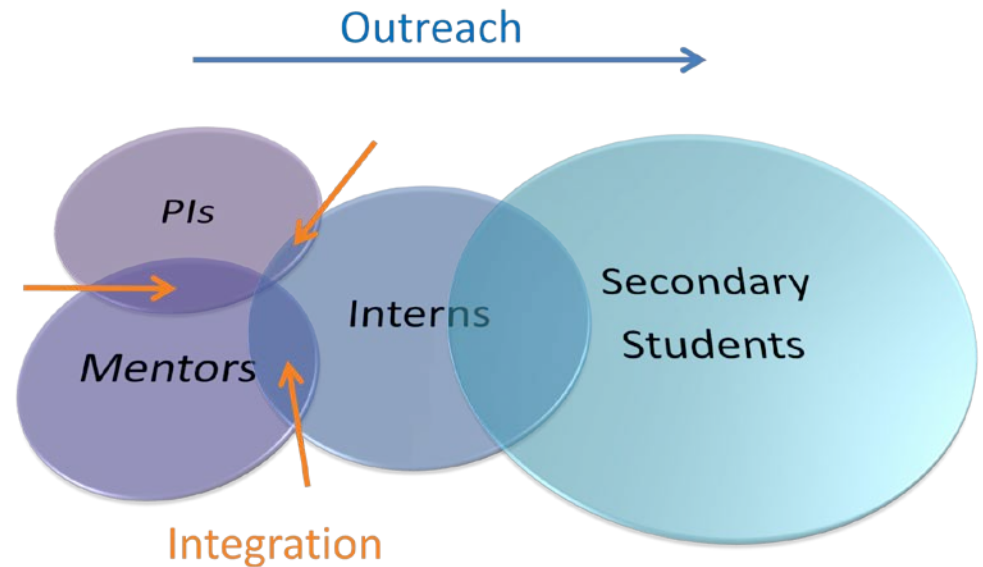 Outreach
PIs
Mentors
Interns
Secondary
Students
Integration